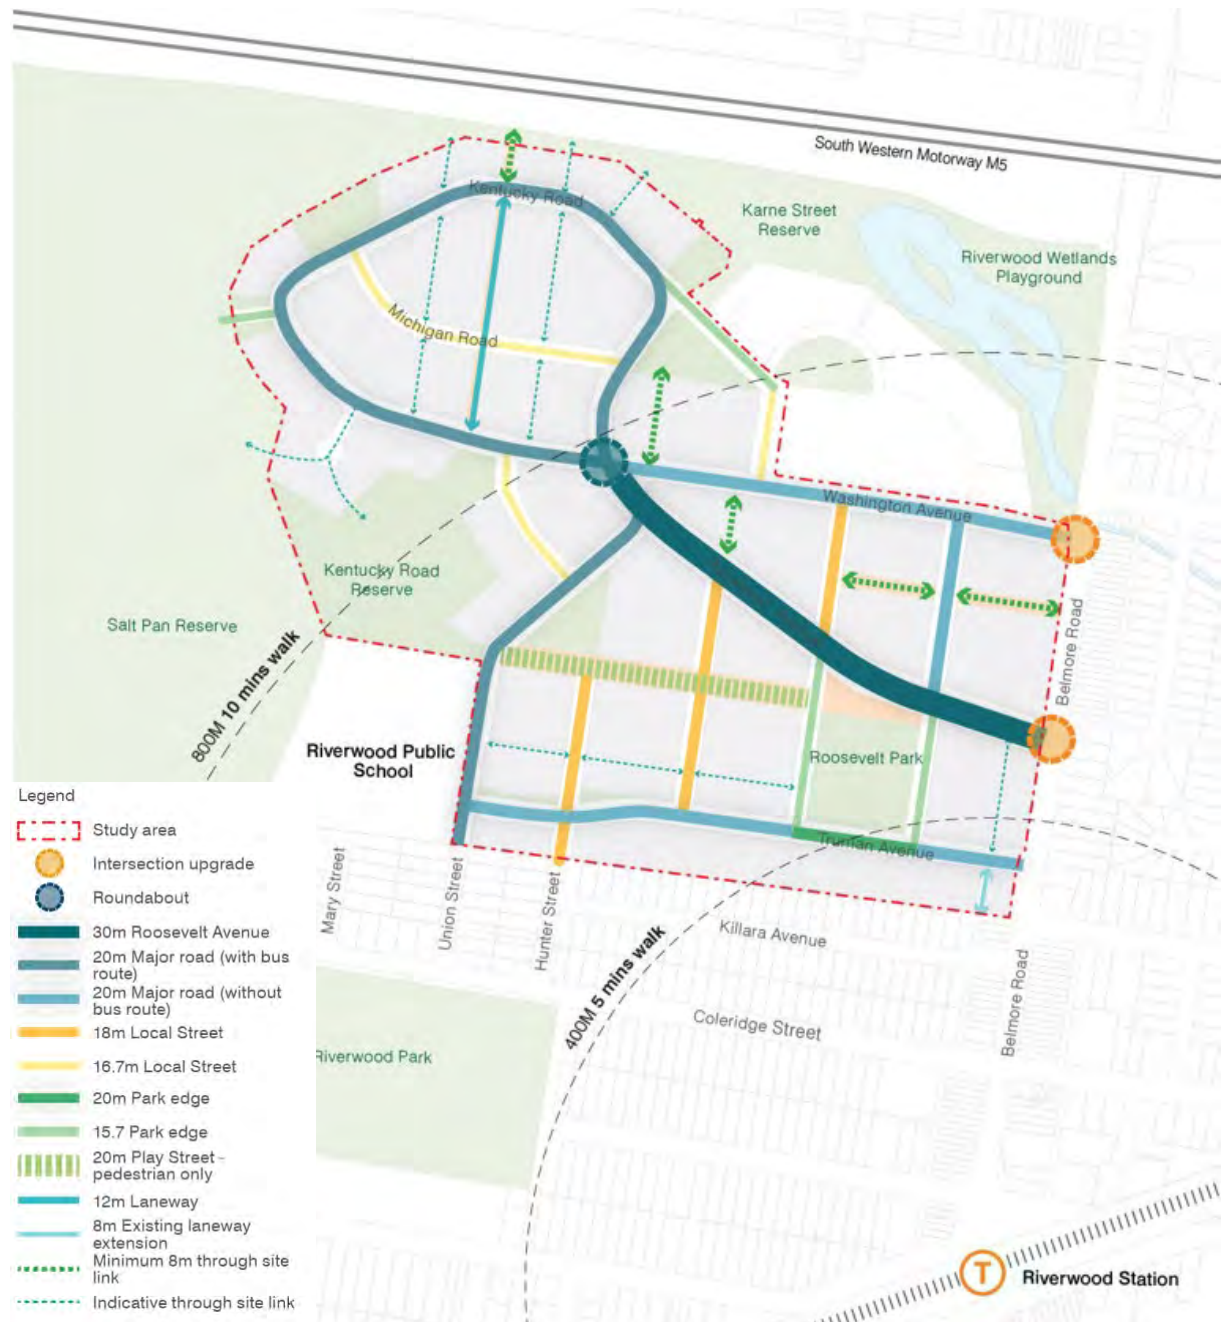 South Western Motorway M5
Kentucky Road
Karne Street
Reserve
Riverwood Wetlands
Playground
Michigan Road
Washington Avenue
Kentucky Road
Reserve
Salt Pan Reserve
800M 10 mins walk
Belmore Road
Riverwood Public
School
Roosevelt Park
Truman Avenue
Mary Street
Union Street
Hunter Street
Killara Avenue
400M 5 mins walk
Coleridge Street
Belmore Road
Riverwood Park
T
Riverwood Station
Legend
Study area
Intersection upgrade
Roundabout
30m Roosevelt Avenue
20m Major road (with bus
route)
20m Major road (without
bus route)
18m Local Street
16.7m Local Street
20m Park edge
15.7 Park edge
20m Play Street -
pedestrian only
12m Laneway
8m Existing laneway
extension
Minimum 8m through site
link
Indicative through site link